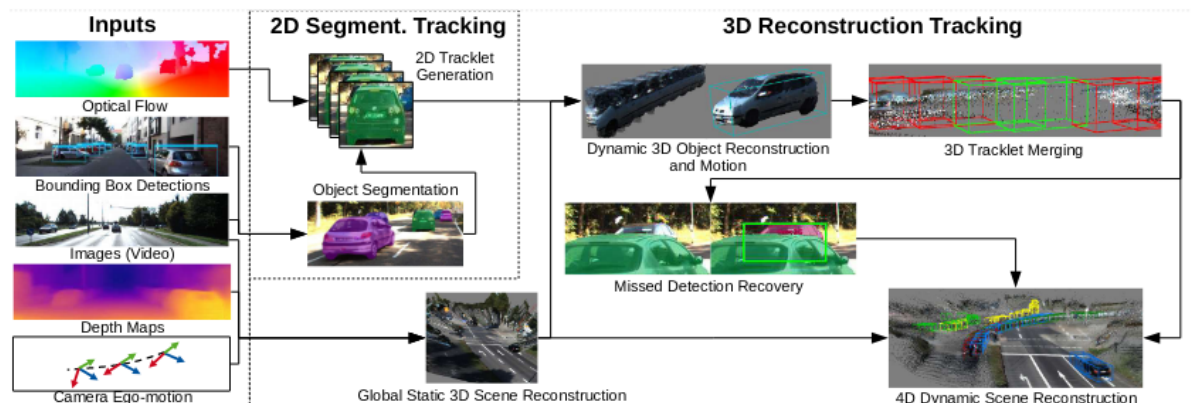 Inputs
2D Segment. Tracking
3D Reconstruction Tracking
Optical Flow
Bounding Box Detections
Images (Video)
Depth Maps
Camera Ego-motion
2D Tracklet
Generation
Object Segmentation
Global Static 3D Scene Reconstruction
Dynamic 3D Object Reconstruction
and Motion
3D Tracklet Merging
Missed Detection Recovery
4D Dynamic Scene Reconstruction